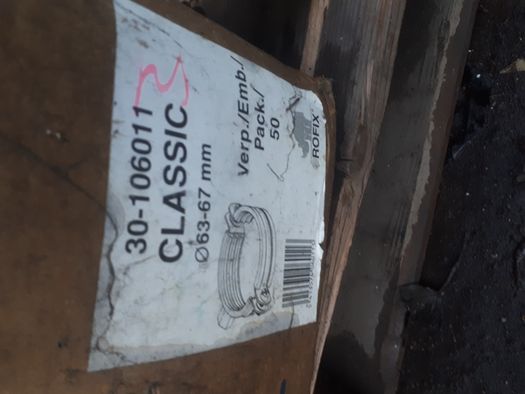 30-106011
CLASSIC
Ø63-67 mm
Verp./Emb./
Pack./
50
ROFIX